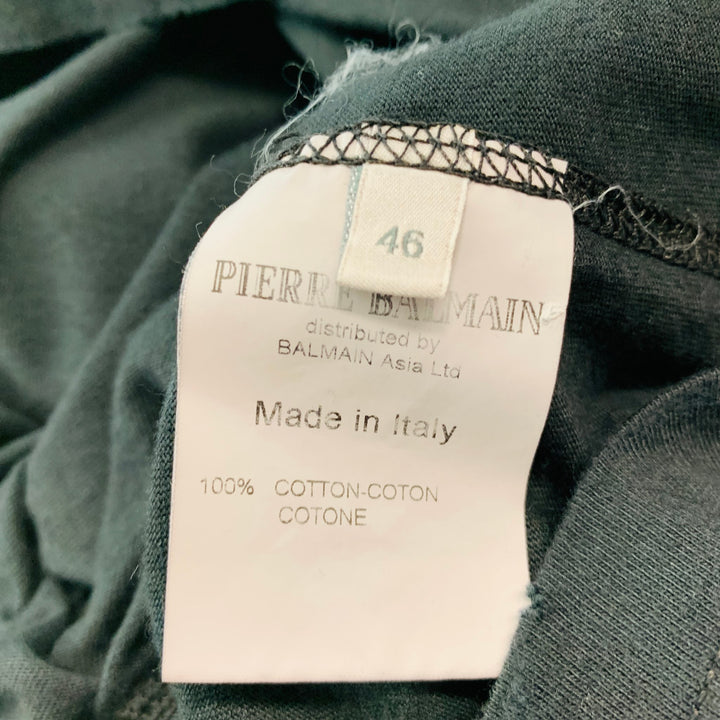 46
PIERRE BALMAIN
distributed by
BALMAIN Asia Ltd
Made in Italy
100% COTTON-COTON
COTONE